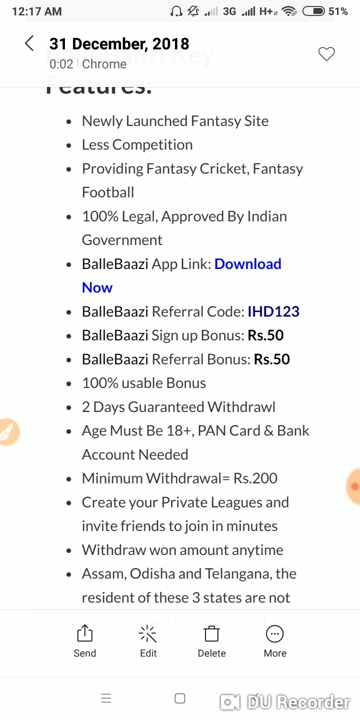 12:17 AM
3G
H+
51%
31 December, 2018
0:02 Chrome
Features:
Newly Launched Fantasy Site
Less Competition
Providing Fantasy Cricket, Fantasy
Football
100% Legal, Approved By Indian
Government
BalleBaazi App Link: Download
Now
BalleBaazi Referral Code: IHD123
BalleBaazi Sign up Bonus: Rs.50
BalleBaazi Referral Bonus: Rs.50
100% usable Bonus
2 Days Guaranteed Withdrawl
Age Must Be 18+, PAN Card & Bank
Account Needed
Minimum Withdrawal= Rs.200
Create your Private Leagues and
invite friends to join in minutes
Withdraw won amount anytime
Assam, Odisha and Telangana, the
resident of these 3 states are not
Send
Edit
Delete
More
DU Recorder